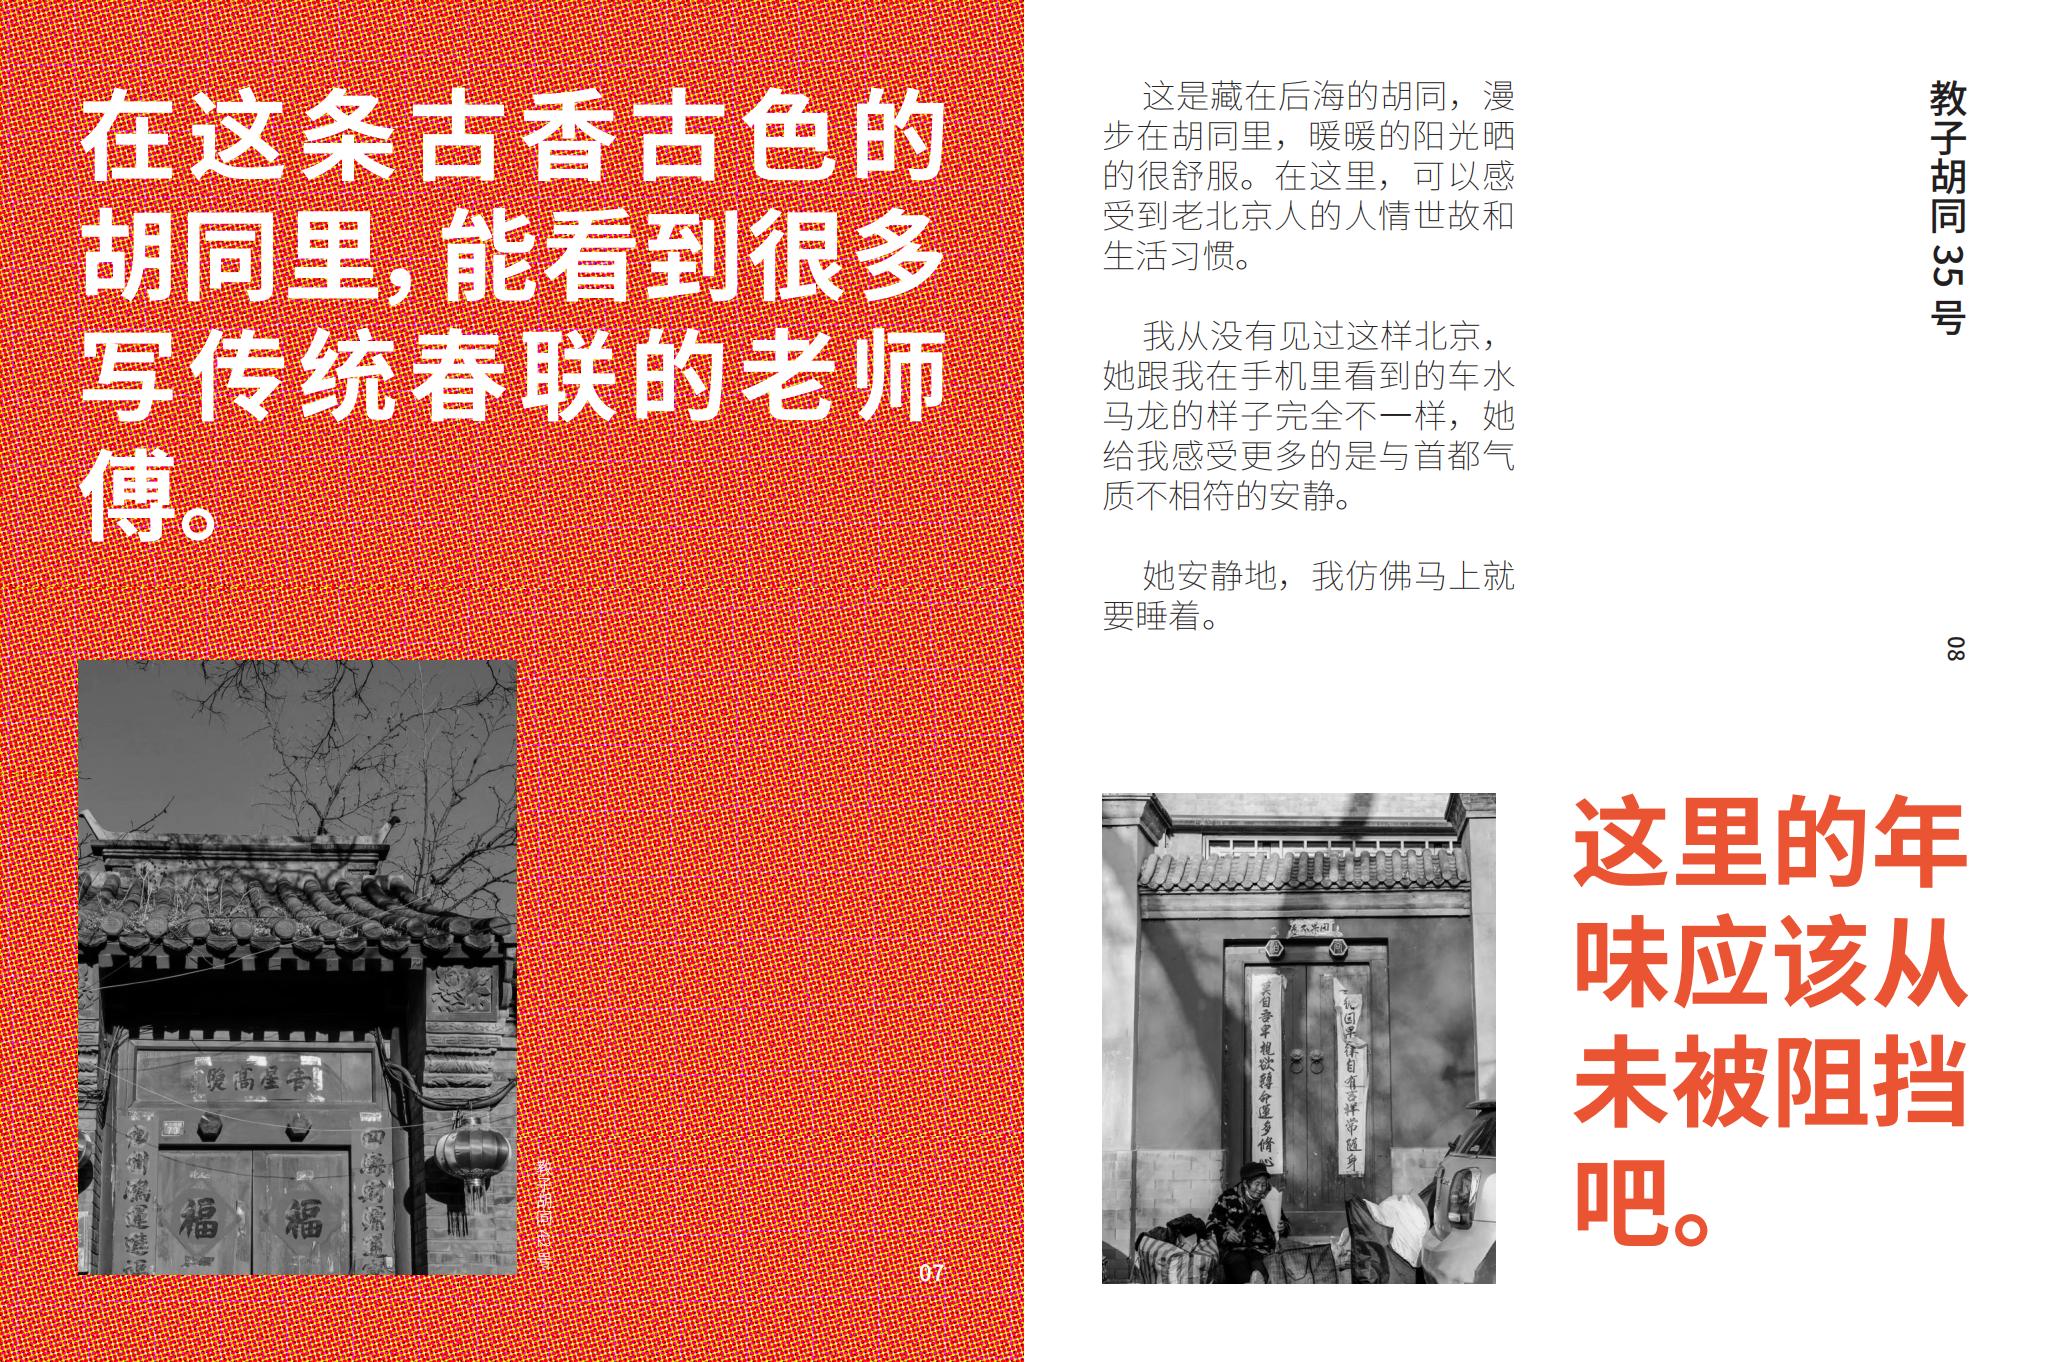 在这条古香古色的
胡同里，能看到很多
写传统春联的老师
傅。
福
福
07
这是藏在后海的胡同，漫
步在胡同里，暖暖的阳光晒
的很舒服。在这里，可以感
受到老北京人的人情世故和
生活习惯。
我从没有见过这样北京，
她跟我在手机里看到的车水
马龙的样子完全不一样，她
给我感受更多的是与首都气
质不相符的安静。
她安静地，我仿佛马上就
要睡着。
教子胡同 35 号
08
这里的年
味应该从
未被阻挡
吧。